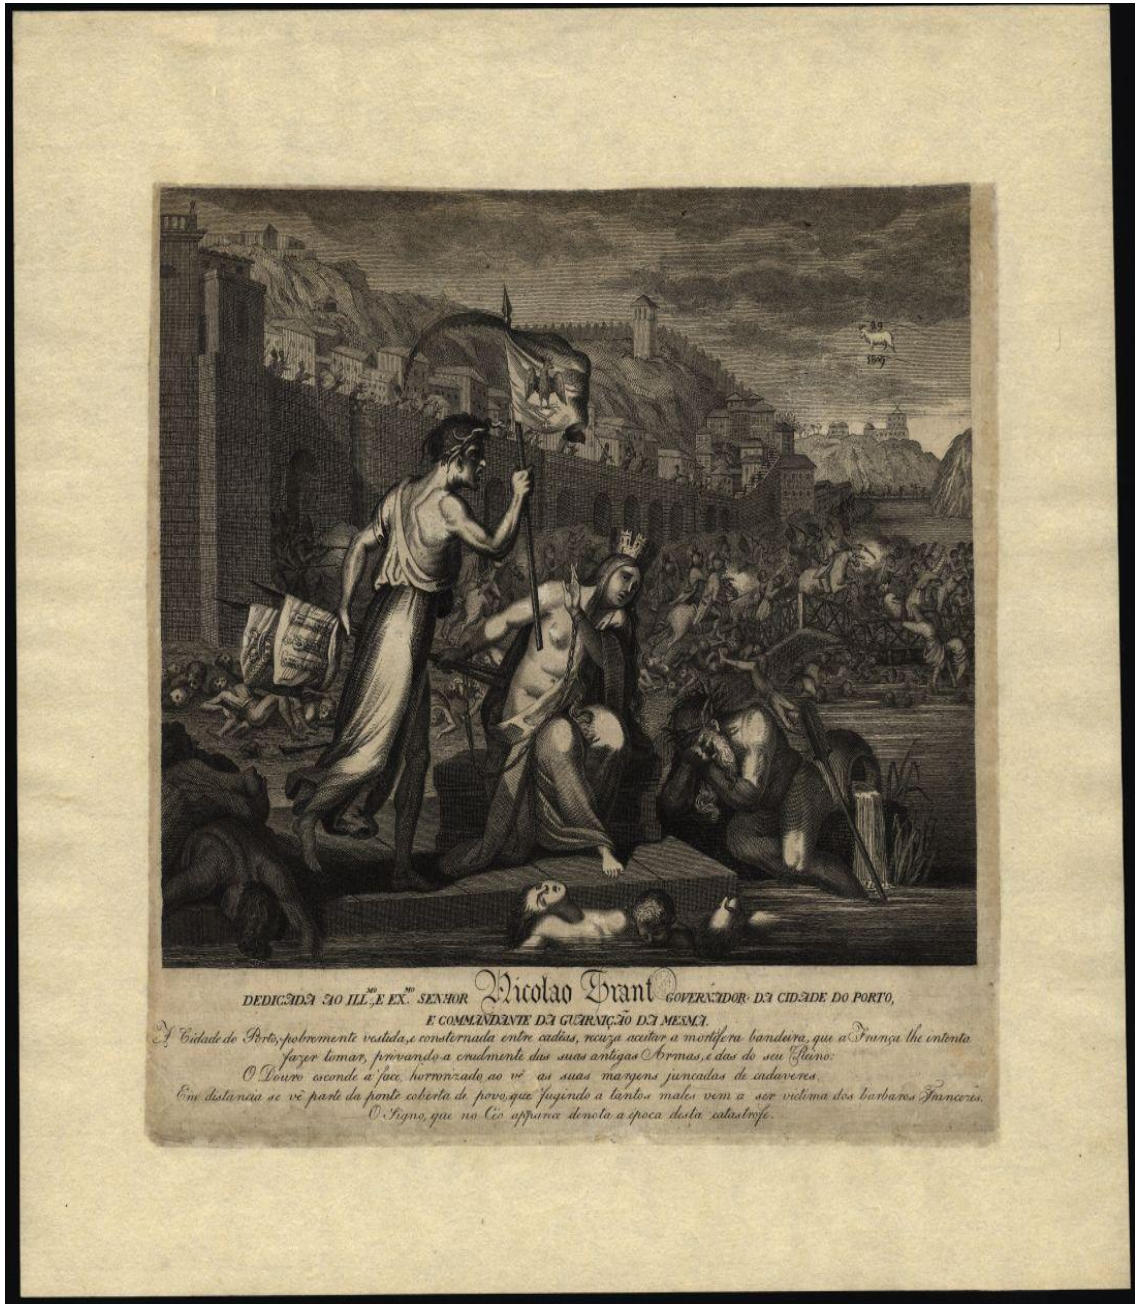 29
1809
DEDICADA AO ILL.MO E EX.MO SENHOR Nicolao Trant GOVERNADOR DA CIDADE DO PORTO,
E COMMANDANTE DA GUARNIÇÃO DA MESMA.
A Cidade do Porto, pobremente vestida, e consternada entre cadêas, recuza aceitar a mortifera bandeira, que a França lhe intenta
fazer tomar, privando a crudmente das suas antigas Armas, e das do seu Reino:
O Douro esconde a face, horrorizado ao vê as suas margens juncadas de cadaveres.
Em distancia se vê parte da ponte coberta de povo, que fugindo a tantos males vem a ser victima dos barbaros Francezes.
O Signo, que no Céo apparece denota a época desta catastrofe.